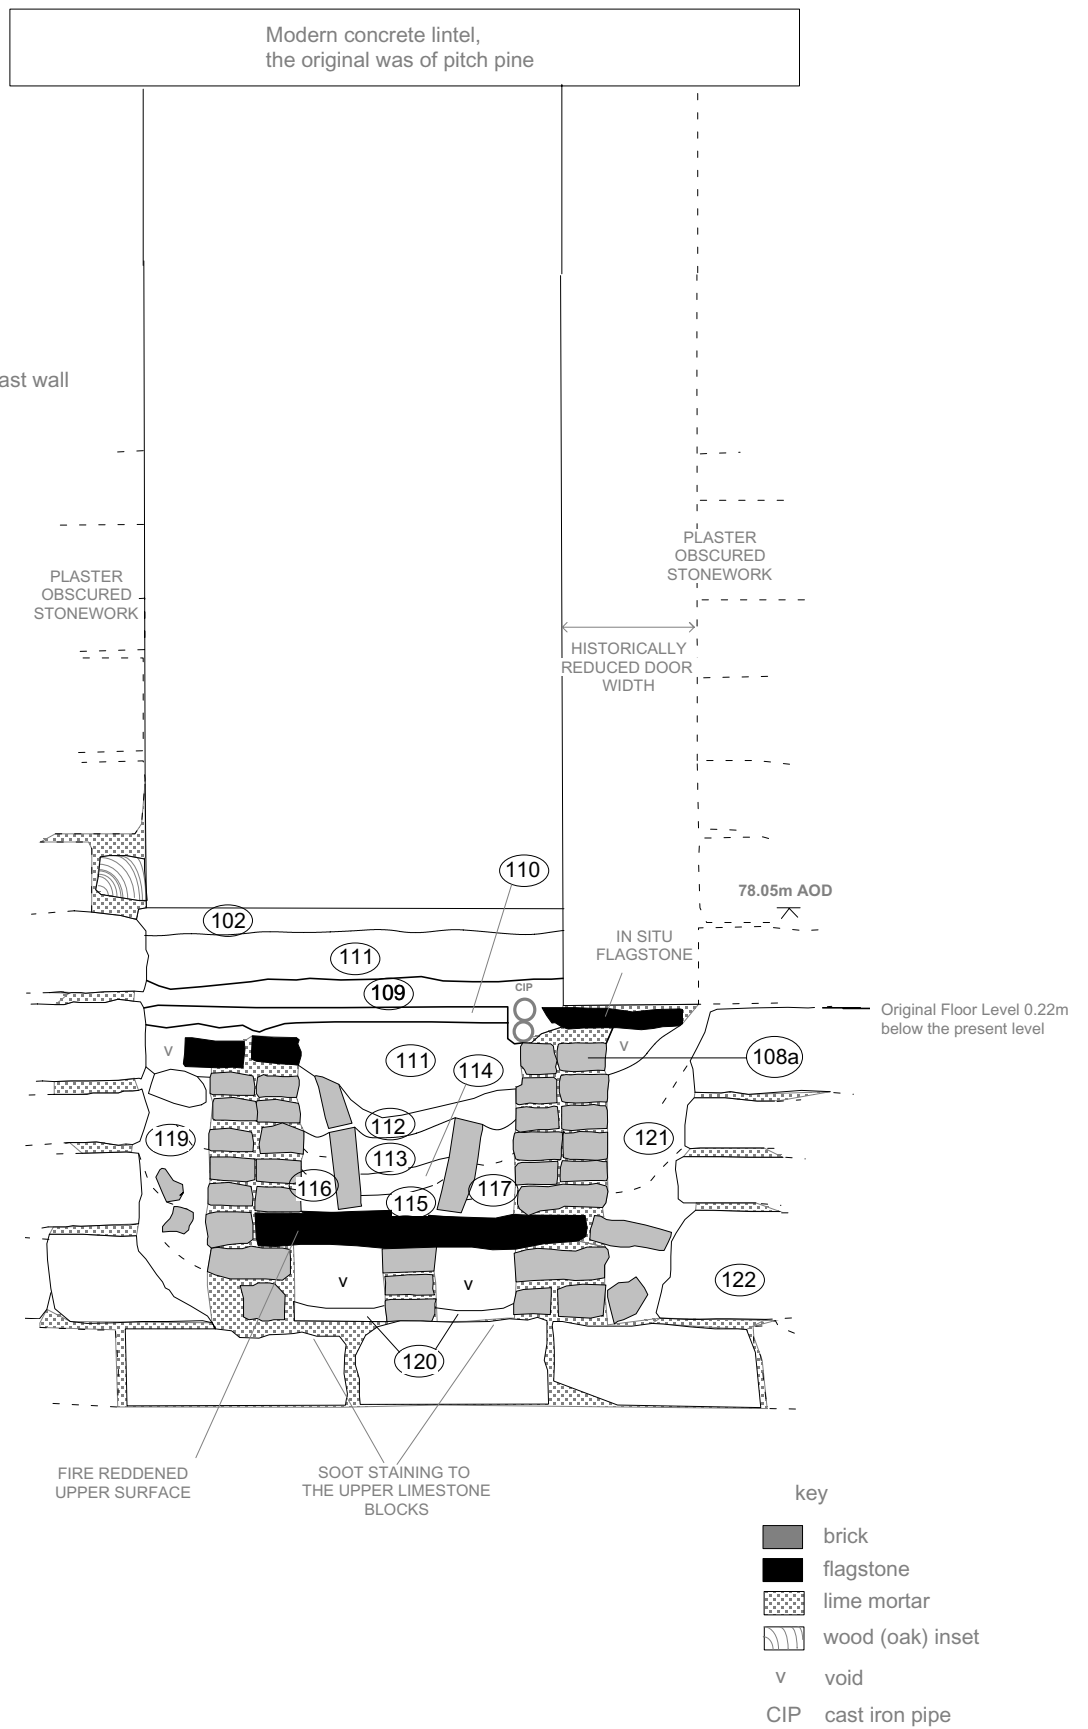 Modern concrete lintel,
the original was of pitch pine
ast wall
PLASTER
OBSCURED
STONEWORK
PLASTER
OBSCURED
STONEWORK
HISTORICALLY
REDUCED DOOR
WIDTH
110
78.05m AOD
102
IN SITU
FLAGSTONE
111
CIP
109
Original Floor Level 0.22m
below the present level
v
111
v
108a
114
112
119
113
121
116
117
115
v
v
122
120
FIRE REDDENED
UPPER SURFACE
SOOT STAINING TO
THE UPPER LIMESTONE
BLOCKS
key
brick
flagstone
lime mortar
wood (oak) inset
v void
CIP cast iron pipe